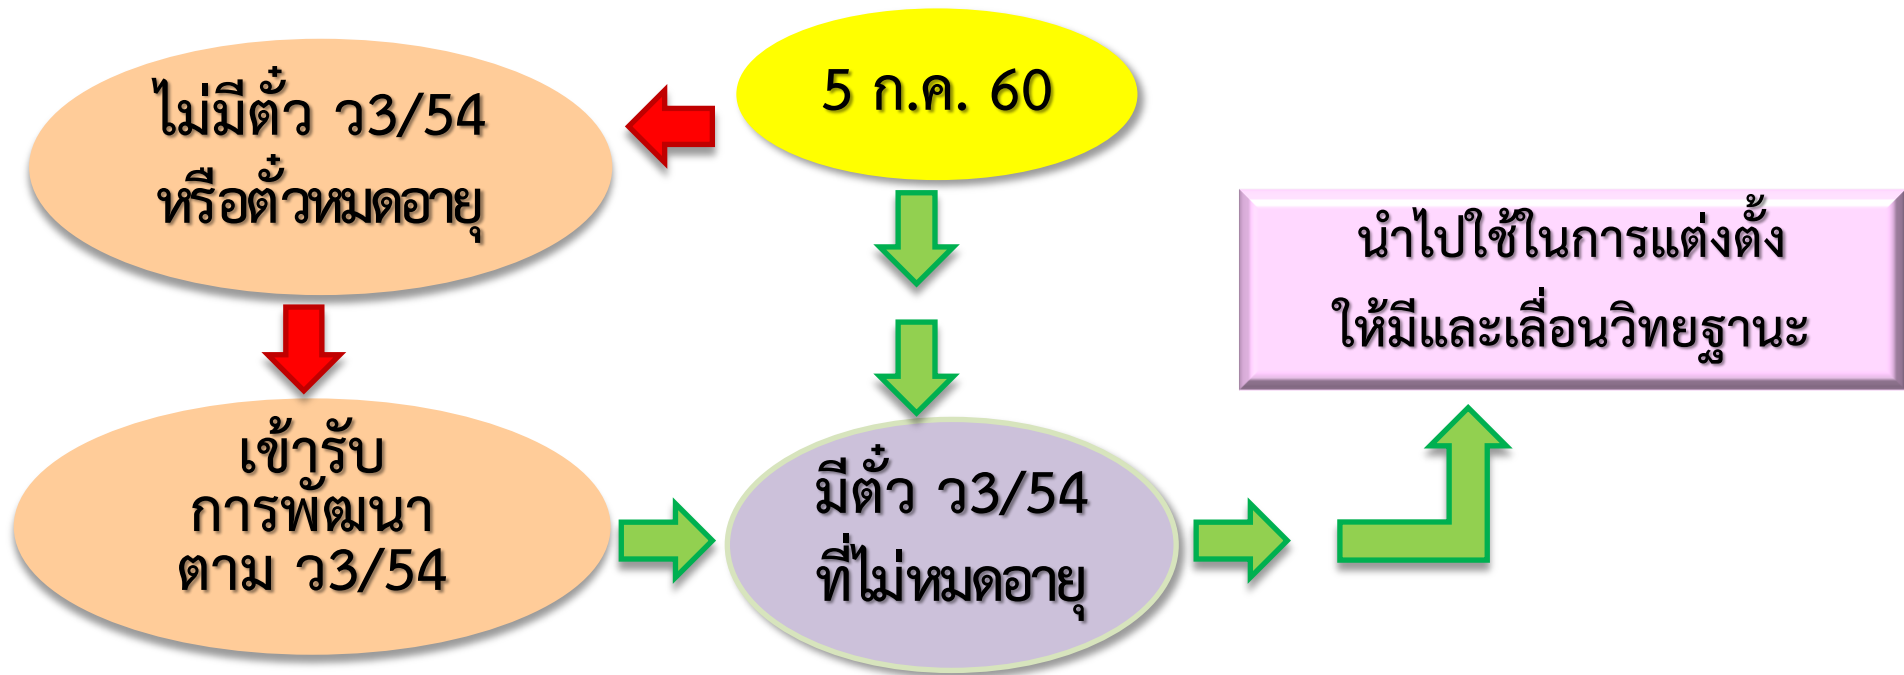 5 ก.ค. 60
ไม่มีตั๋ว ว3/54
หรือตั๋วหมดอายุ
เข้ารับ
การพัฒนา
ตาม ว3/54
มีตั๋ว ว3/54
ที่ไม่หมดอายุ
นำไปใช้ในการแต่งตั้ง
ให้มีและเลื่อนวิทยฐานะ